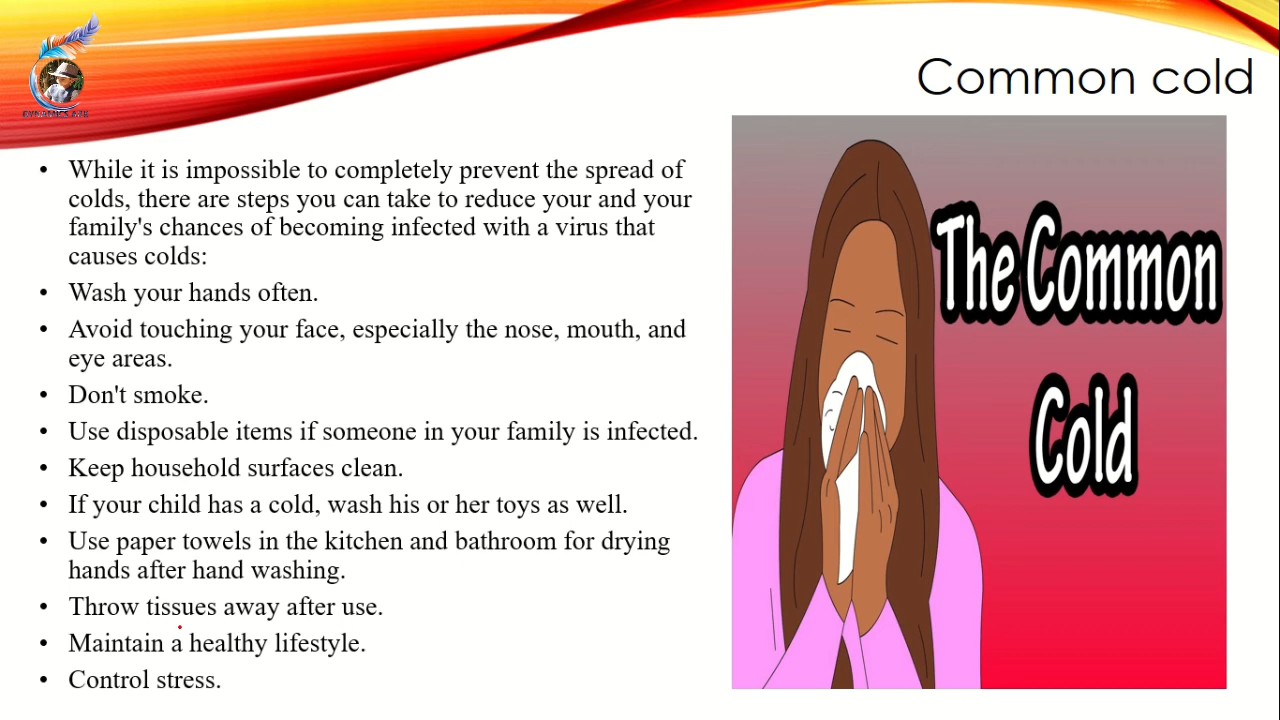 Common cold
• While it is impossible to completely prevent the spread of
colds, there are steps you can take to reduce your and your
family's chances of becoming infected with a virus that
causes colds:
• Wash your hands often.
• Avoid touching your face, especially the nose, mouth, and
eye areas.
• Don't smoke.
• Use disposable items if someone in your family is infected.
• Keep household surfaces clean.
• If your child has a cold, wash his or her toys as well.
• Use paper towels in the kitchen and bathroom for drying
hands after hand washing.
• Throw tissues away after use.
• Maintain a healthy lifestyle.
• Control stress.
The Common
Cold